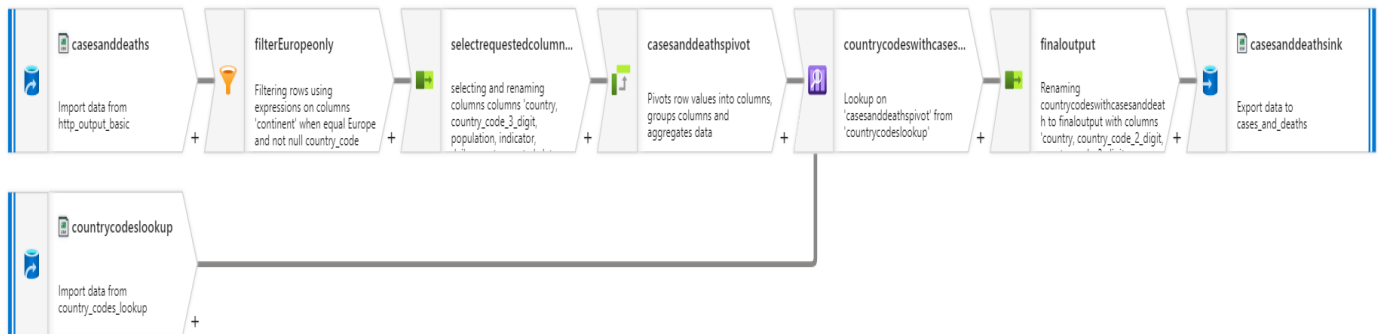 casesanddeaths
Import data from
http_output_basic
+
filterEuropeonly
Filtering rows using
expressions on columns
'continent' when equal Europe
and not null country_code
+
selectrequestedcolumn...
selecting and renaming
columns columns 'country,
country_code_3_digit,
population, indicator,
+
casesanddeathspivot
Pivots row values into columns,
groups columns and
aggregates data
+
countrycodeswithcases...
Lookup on
'casesanddeathspivot' from
'countrycodeslookup'
+
finaloutput
Renaming
countrycodeswithcasesanddeat
h to finaloutput with columns
'country, country_code_2_digit,
+
casesanddeathsink
Export data to
cases_and_deaths
countrycodeslookup
Import data from
country_codes_lookup
+